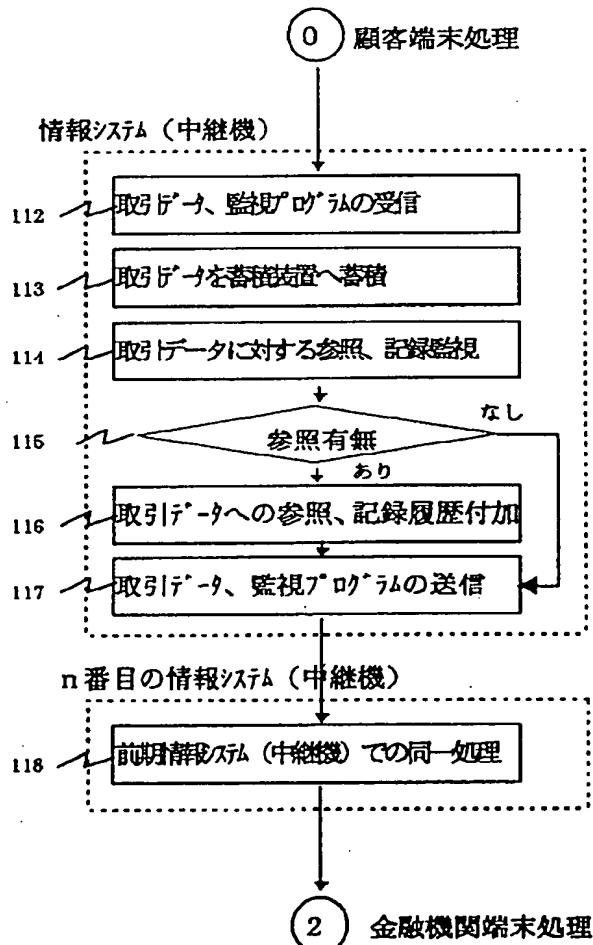 0 顧客端末処理
情報システム（中継機）
112 取引データ、監視プログラムの受信
113 取引データを蓄積装置へ蓄積
114 取引データに対する参照、記録監視
なし
115 参照有無
あり
116 取引データへの参照、記録履歴付加
117 取引データ、監視プログラムの送信
n番目の情報システム（中継機）
118 前期情報システム（中継機）での同一処理
2 金融機関端末処理